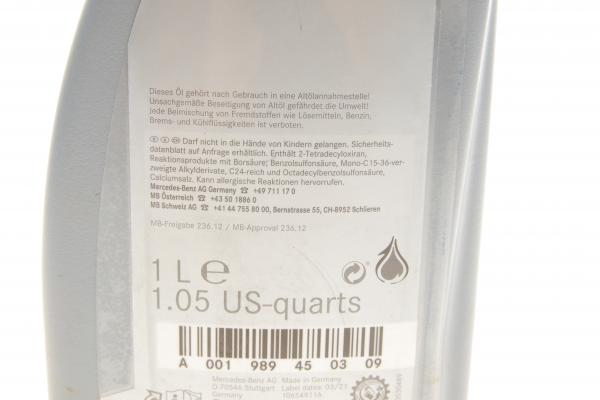 Dieses Öl gehört nach Gebrauch in eine Altölannahmestelle!
Unsachgemäße Beseitigung von Altöl gefährdet die Umwelt!
Jede Beimischung von Fremdstoffen wie Lösemitteln, Benzin,
Brems- und Kühlflüssigkeiten ist verboten.
Darf nicht in die Hände von Kindern gelangen. Sicherheits-
datenblatt auf Anfrage erhältlich. Enthält 2-Tetradecyloxiran,
Reaktionsprodukte mit Borsäure; Benzolsulfonsäure, Mono-C15-36-ver-
zweigte Alkylderivate, C24-reich und Octadecylbenzolsulfonsäure,
Calciumsalz. Kann allergische Reaktionen hervorrufen.
Mercedes-Benz AG Germany ☎ +49 711 17 0
MB Österreich ☎ +43 50 1886 0
MB Schweiz AG ☎ +41 44 755 80 00, Bernstrasse 55, CH-8952 Schlieren
MB-Freigabe 236.12 / MB-Approval 236.12
1 L ℮
1.05 US-quarts
A 001 989 45 03 09
Mercedes-Benz AG Made in Germany
D-70546 Stuttgart Label dates: 03/21
Germany 106549116